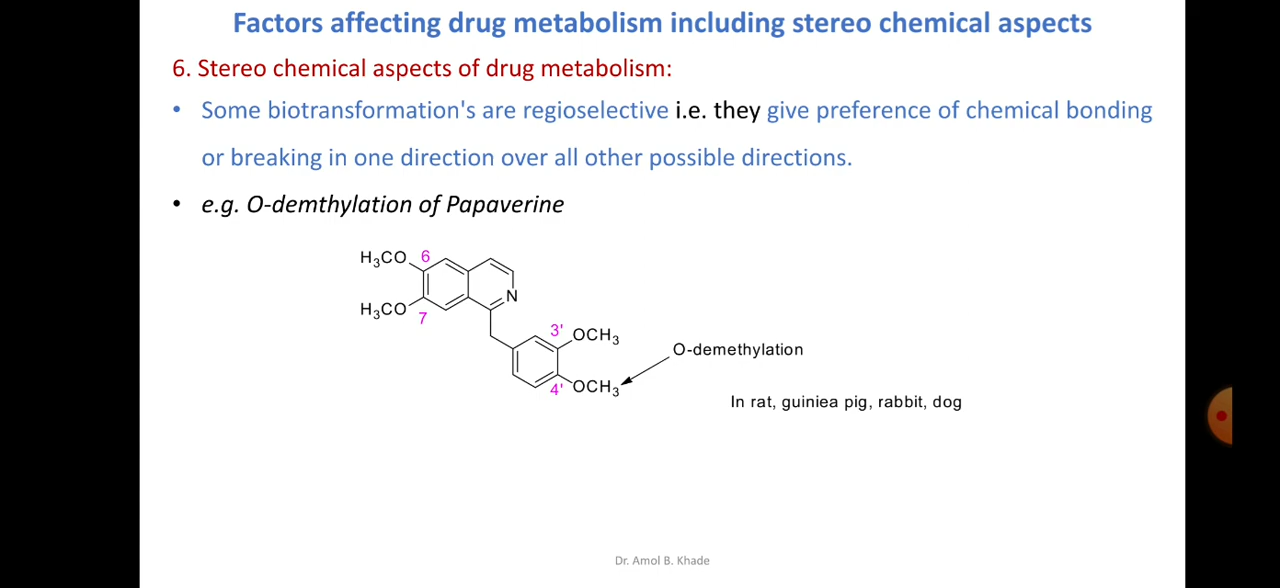 Factors affecting drug metabolism including stereo chemical aspects
6. Stereo chemical aspects of drug metabolism:
• Some biotransformation's are regioselective i.e. they give preference of chemical bonding
or breaking in one direction over all other possible directions.
• e.g. O-demthylation of Papaverine
H3CO 6
N
H3CO 7
3' OCH3
O-demethylation
4' OCH3
In rat, guiniea pig, rabbit, dog
Dr. Amol B. Khade